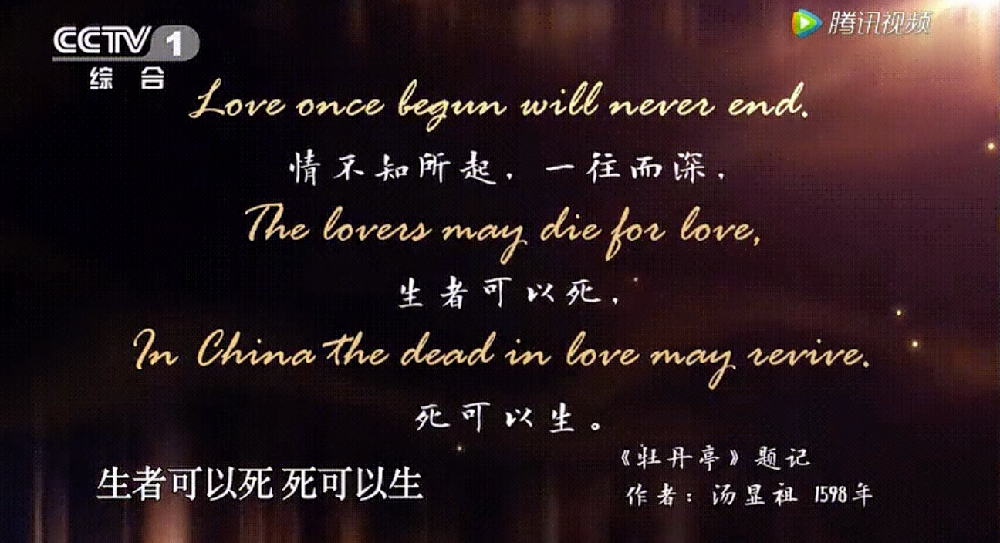 CCTV 1
综合
腾讯视频
Love once begun will never end.
情不知所起，一往而深，
The lovers may die for love,
生者可以死，
In China the dead in love may revive.
死可以生。
《牡丹亭》题记
作者：汤显祖 1598年
生者可以死 死可以生